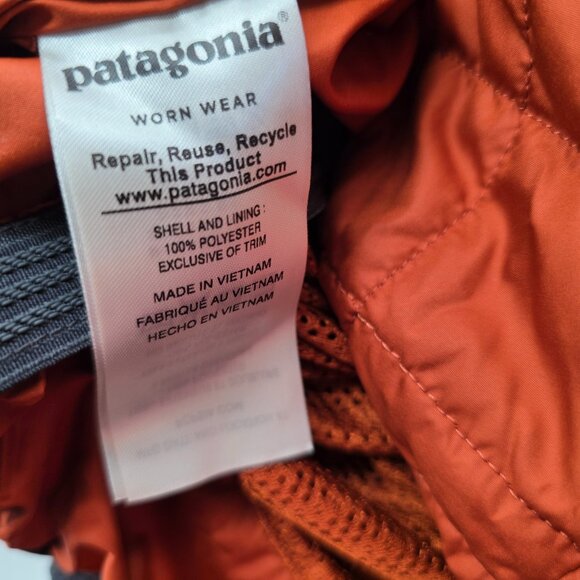 patagonia®
WORN WEAR
Repair, Reuse, Recycle
This Product
www.patagonia.com
SHELL AND LINING :
100% POLYESTER
EXCLUSIVE OF TRIM
MADE IN VIETNAM
FABRIQUÉ AU VIETNAM
HECHO EN VIETNAM